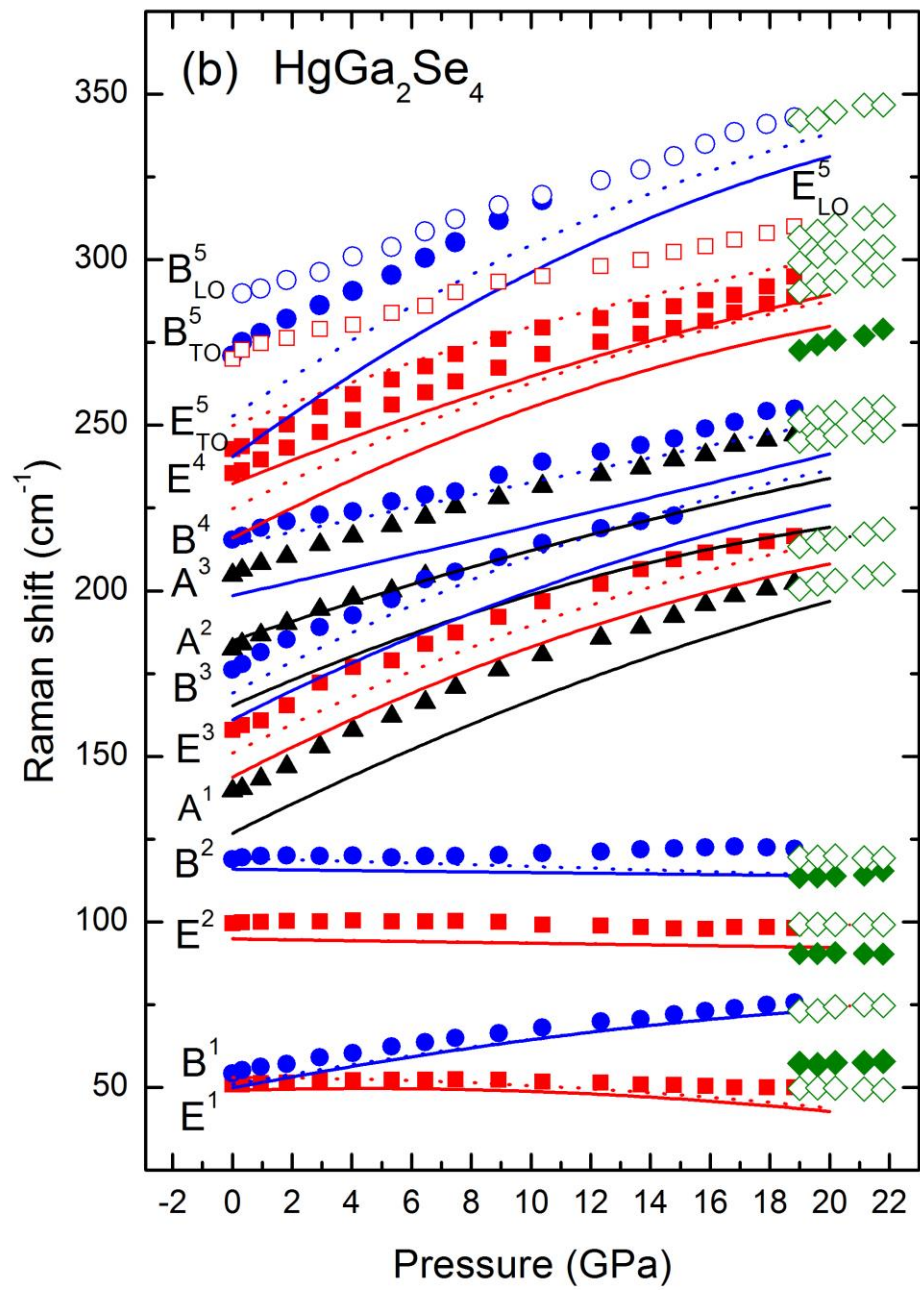 (b) HgGa₂Se₄
Raman shift (cm⁻¹)
350
300
250
200
150
100
50
B⁵LO
B⁵TO
E⁵TO
E⁴
B⁴
A³
A²
B³
E³
A¹
B²
E²
B¹
E¹
E⁵LO
-2 0 2 4 6 8 10 12 14 16 18 20 22
Pressure (GPa)